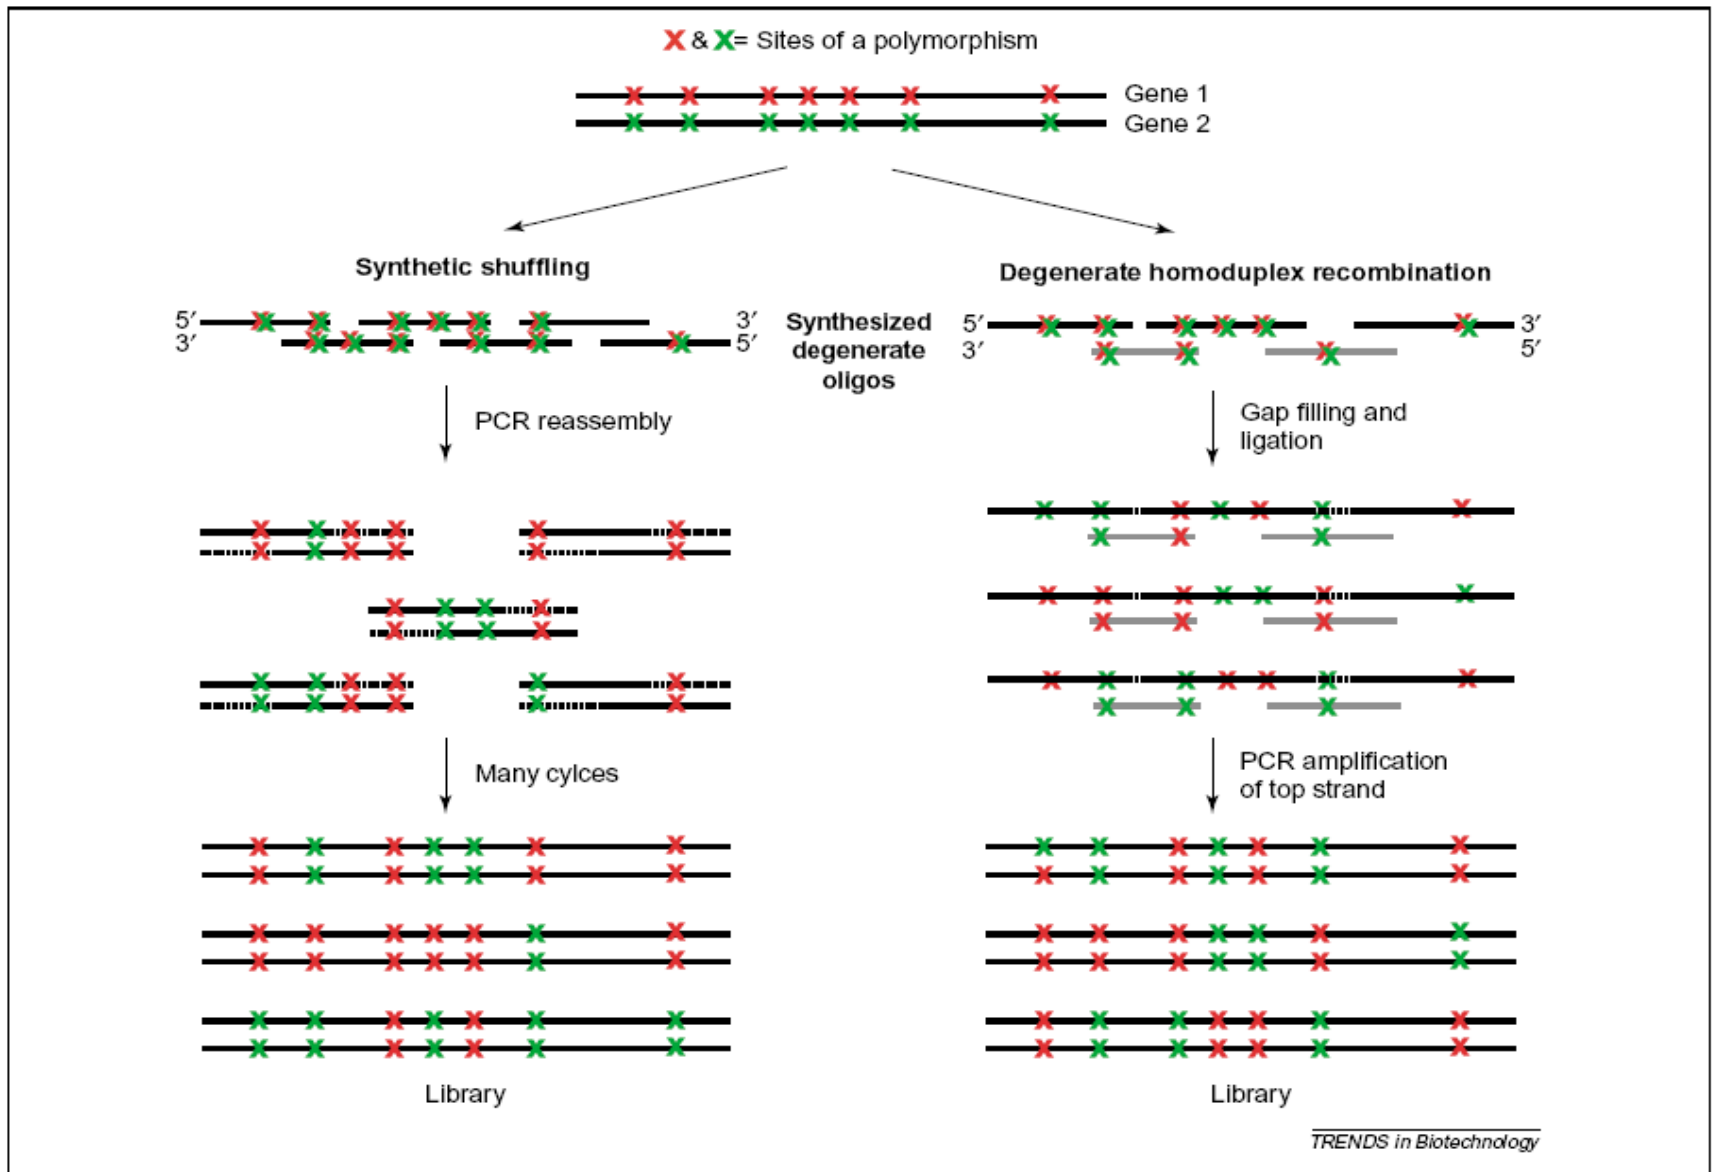 X & X= Sites of a polymorphism
Gene 1
Gene 2
Synthetic shuffling
Degenerate homoduplex recombination
5′ 3′
3′ 5′
Synthesized
degenerate
oligos
5′ 3′
3′ 5′
PCR reassembly
Gap filling and
ligation
Many cylces
PCR amplification
of top strand
Library
Library
TRENDS in Biotechnology